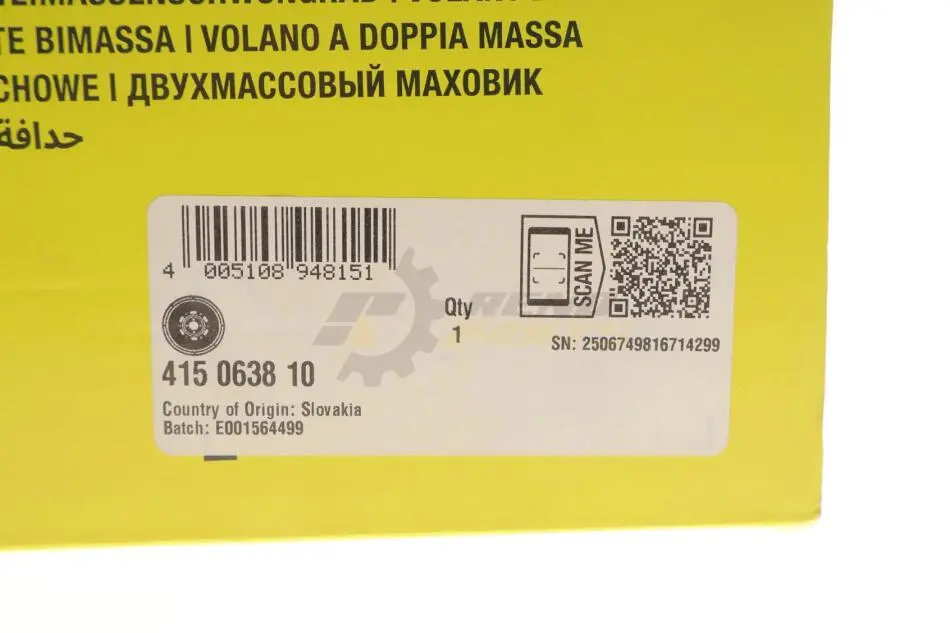 TE BIMASSA I VOLANO A DOPPIA MASSA
CHOWE I ДВУХМАССОВЫЙ МАХОВИК
حدافة
4 005108 948151
SCAN ME
Qty
1
SN: 2506749816714299
415 0638 10
Country of Origin: Slovakia
Batch: E001564499